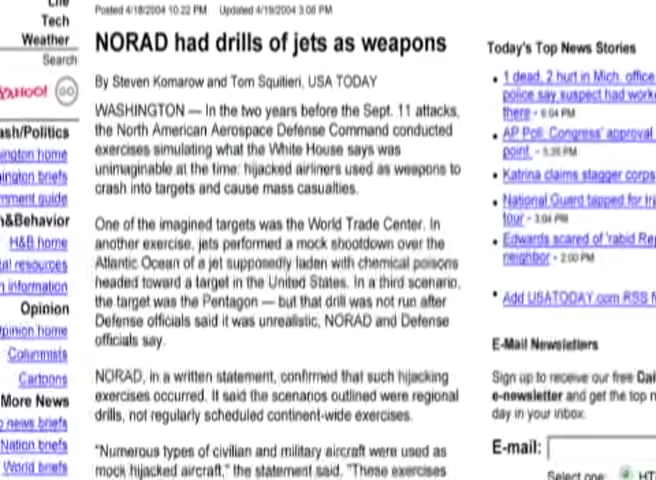 Life
Tech
Weather
Search
YAHOO! GO
Posted 4/18/2004 10:22 PM Updated 4/19/2004 3:08 PM
NORAD had drills of jets as weapons
By Steven Komarow and Tom Squitieri, USA TODAY
WASHINGTON — In the two years before the Sept. 11 attacks,
the North American Aerospace Defense Command conducted
exercises simulating what the White House says was
unimaginable at the time: hijacked airliners used as weapons to
crash into targets and cause mass casualties.
One of the imagined targets was the World Trade Center. In
another exercise, jets performed a mock shootdown over the
Atlantic Ocean of a jet supposedly laden with chemical poisons
headed toward a target in the United States. In a third scenario,
the target was the Pentagon — but that drill was not run after
Defense officials said it was unrealistic, NORAD and Defense
officials say.
NORAD, in a written statement, confirmed that such hijacking
exercises occurred. It said the scenarios outlined were regional
drills, not regularly scheduled continent-wide exercises.
"Numerous types of civilian and military aircraft were used as
mock hijacked aircraft," the statement said. "These exercises
ash/Politics
ington home
ington briefs
nment guide
h&Behavior
H&B home
al resources
h information
Opinion
pinion home
Columnists
Cartoons
More News
news briefs
Nation briefs
World briefs
Today's Top News Stories
1 dead, 2 hurt in Mich. office
police say suspect had work
there - 6:04 PM
AP Poll: Congress' approval
point - 5:26 PM
Katrina claims stagger corps
National Guard tapped for
tour - 3:04 PM
Edwards scared of 'rabid Rep
neighbor - 2:00 PM
Add USATODAY.com RSS
E-Mail Newsletters
Sign up to receive our free Dai
e-newsletter and get the top n
day in your inbox.
E-mail:
Select one: HT